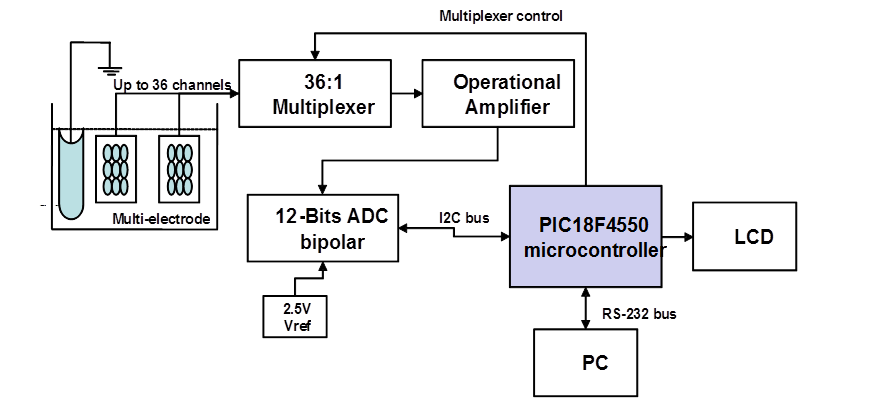 Multiplexer control
Up to 36 channels
36:1
Multiplexer
Operational
Amplifier
Multi-electrode
12-Bits ADC
bipolar
I2C bus
PIC18F4550
microcontroller
LCD
2.5V
Vref
RS-232 bus
PC